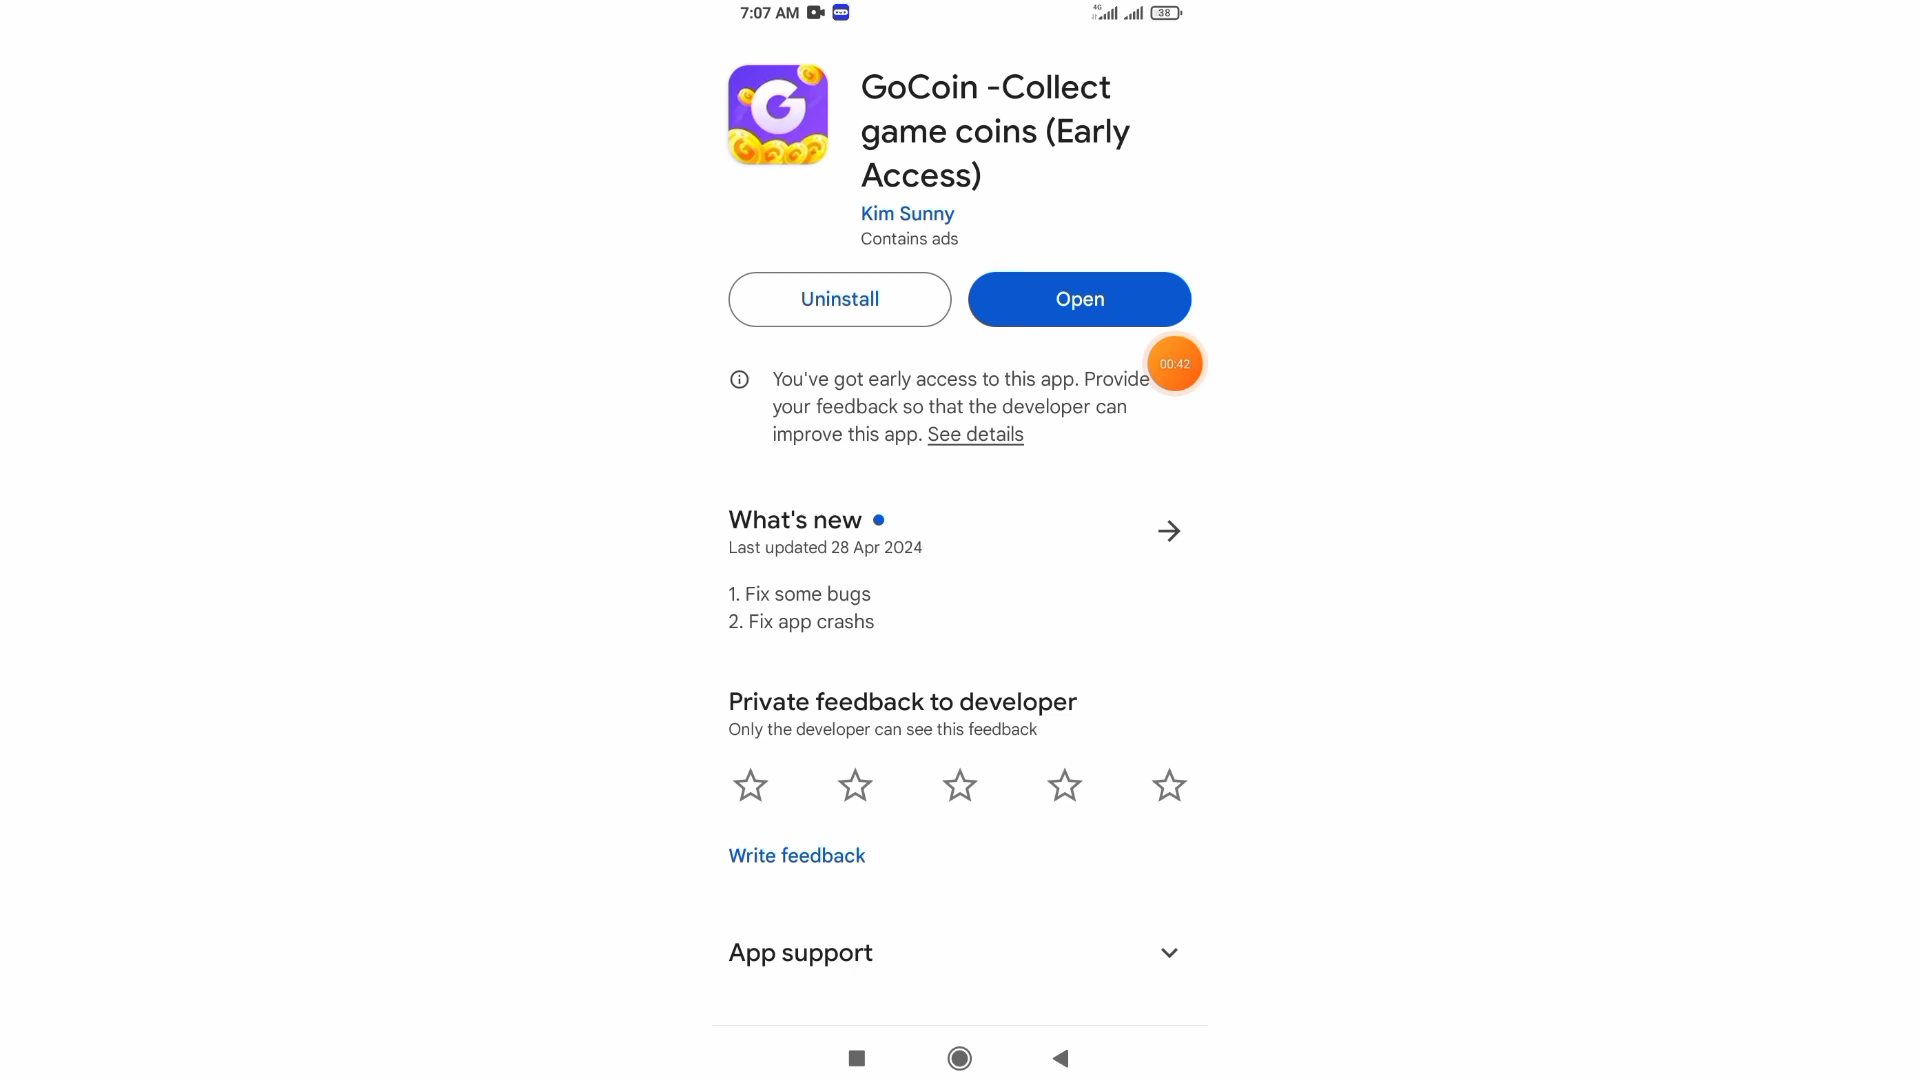 7:07 AM
4G
38
GoCoin -Collect
game coins (Early
Access)
Kim Sunny
Contains ads
Uninstall
Open
00:42
You've got early access to this app. Provide
your feedback so that the developer can
improve this app. See details
What's new
Last updated 28 Apr 2024
1. Fix some bugs
2. Fix app crashs
Private feedback to developer
Only the developer can see this feedback
Write feedback
App support